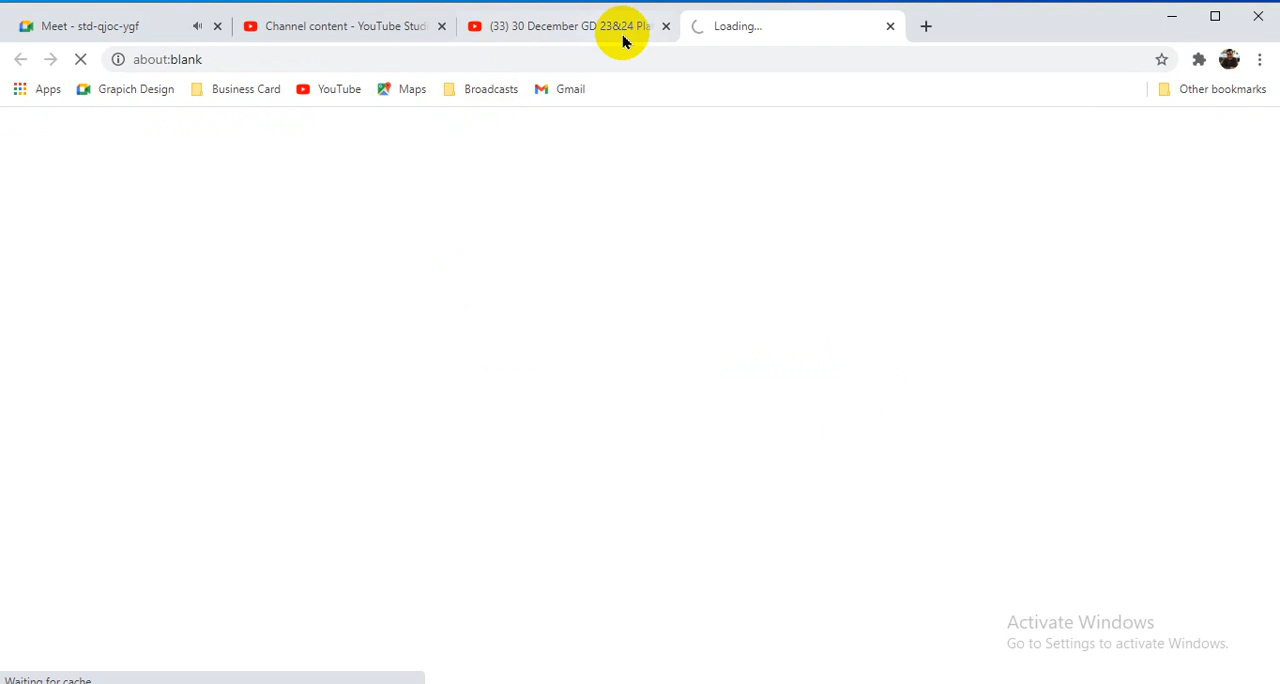 Meet - std-qjoc-ygf
Channel content - YouTube Studi
(33) 30 December GD 23&24 Pla
Loading...
about:blank
Apps
Grapich Design
Business Card
YouTube
Maps
Broadcasts
Gmail
Other bookmarks
Activate Windows
Go to Settings to activate Windows.
Waiting for cache